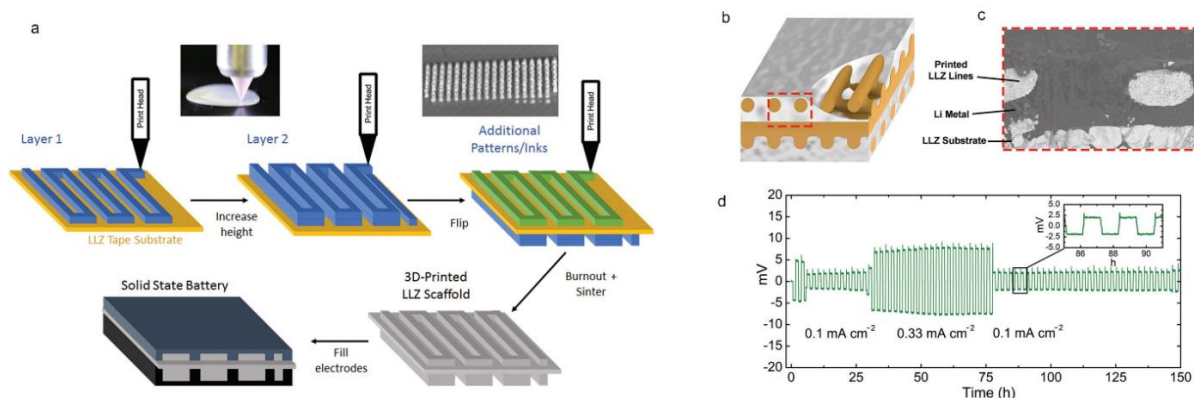 a
Print Head
Print Head
Print Head
Layer 1
Layer 2
Additional
Patterns/Inks
LLZ Tape Substrate
Increase
height
Flip
Burnout +
Sinter
3D-Printed
LLZ Scaffold
Solid State Battery
Fill
electrodes
b
c
Printed
LLZ Lines
Li Metal
LLZ Substrate
d
20
15
10
5
0
-5
-10
-15
-20
mV
0.1 mA cm-2
0.33 mA cm-2
0.1 mA cm-2
5.0
2.5
0.0
-2.5
-5.0
mV
86
88
90
h
0
25
50
75
100
125
150
Time (h)